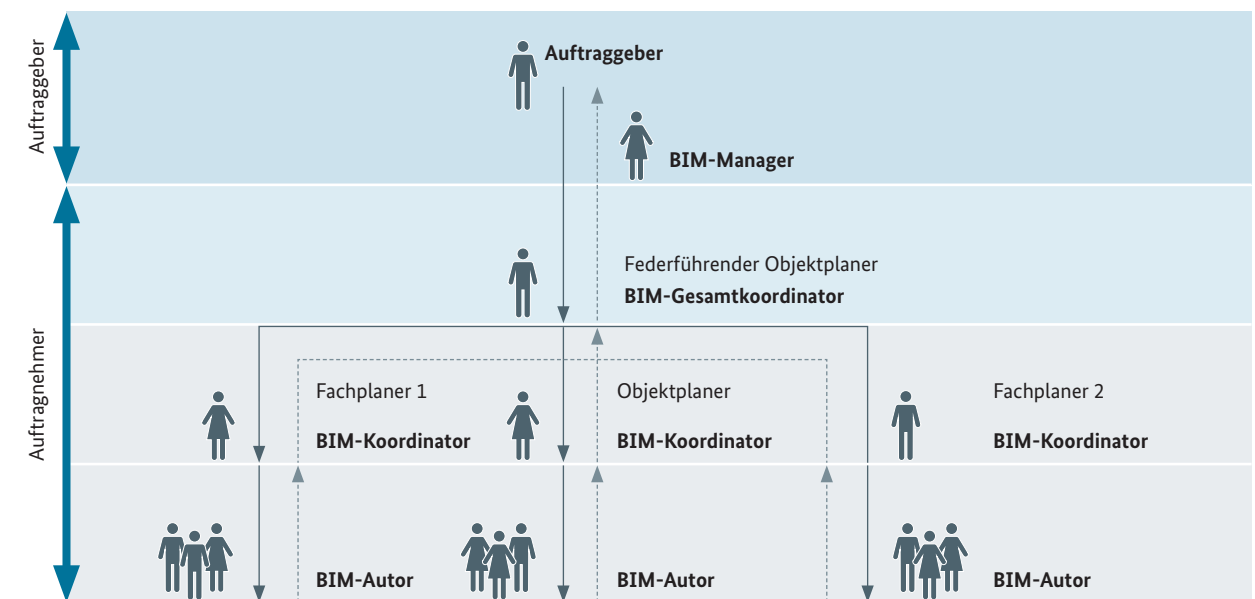 Auftraggeber
Auftraggeber
BIM-Manager
Auftragnehmer
Federführender Objektplaner
BIM-Gesamtkoordinator
Fachplaner 1
Objektplaner
Fachplaner 2
BIM-Koordinator
BIM-Koordinator
BIM-Koordinator
BIM-Autor
BIM-Autor
BIM-Autor